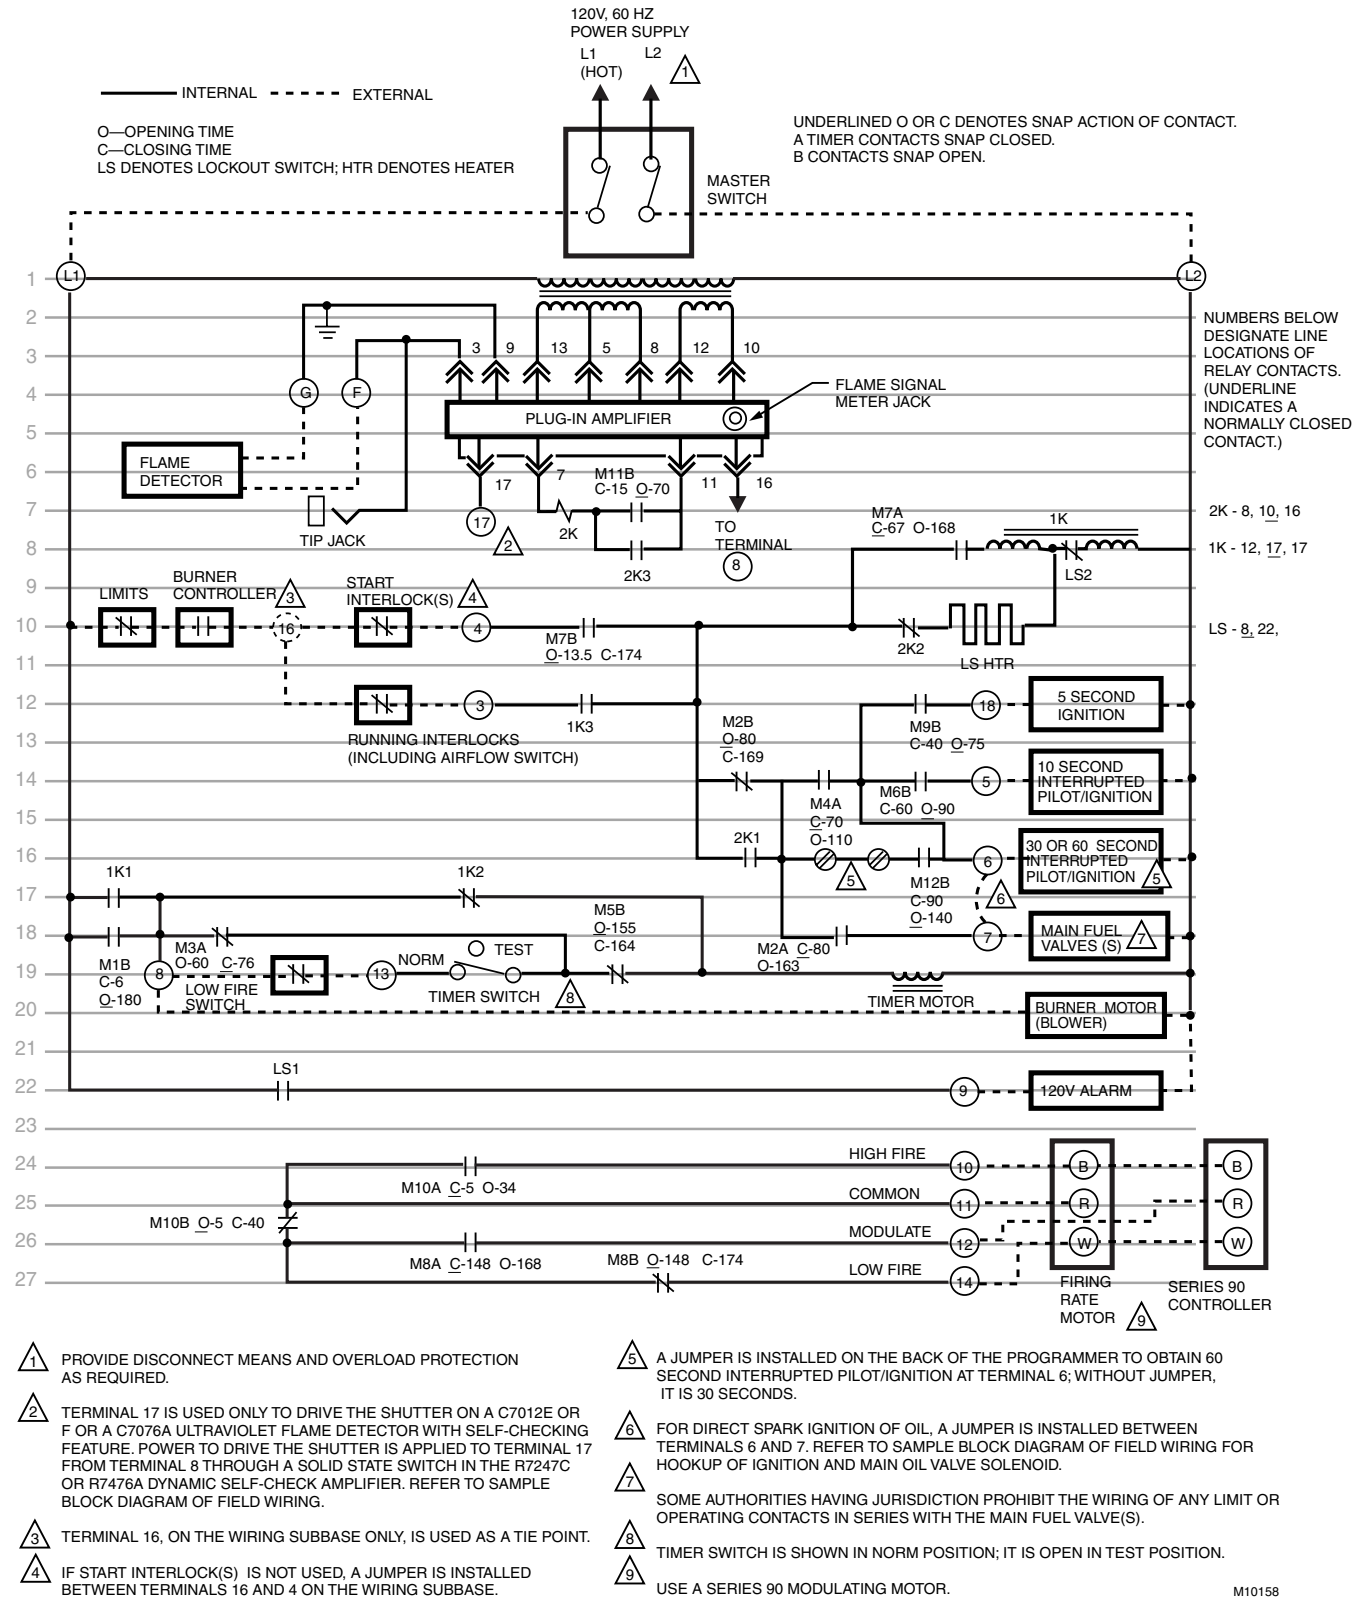 120V, 60 HZ
POWER SUPPLY
L1
(HOT)
L2
1
INTERNAL
EXTERNAL
O—OPENING TIME
C—CLOSING TIME
LS DENOTES LOCKOUT SWITCH; HTR DENOTES HEATER
UNDERLINED O OR C DENOTES SNAP ACTION OF CONTACT.
A TIMER CONTACTS SNAP CLOSED.
B CONTACTS SNAP OPEN.
MASTER
SWITCH
1
L1
L2
2
NUMBERS BELOW
DESIGNATE LINE
LOCATIONS OF
RELAY CONTACTS.
(UNDERLINE
INDICATES A
NORMALLY CLOSED
CONTACT.)
3
3
9
13
5
8
12
10
4
G
F
FLAME SIGNAL
METER JACK
PLUG-IN AMPLIFIER
5
6
FLAME
DETECTOR
17
7
M11B
C-15 O-70
11
16
7
TIP JACK
17
2
2K
TO
TERMINAL
8
M7A
C-67 O-168
1K
2K - 8, 10, 16
8
2K3
LS2
1K - 12, 17, 17
9
LIMITS
BURNER
CONTROLLER
3
START
INTERLOCK(S)
4
10
16
4
M7B
O-13.5 C-174
2K2
LS HTR
LS - 8, 22,
11
12
3
1K3
RUNNING INTERLOCKS
(INCLUDING AIRFLOW SWITCH)
M2B
O-80
C-169
M9B
C-40 O-75
18
5 SECOND
IGNITION
13
14
M4A
C-70
O-110
M6B
C-60 O-90
5
10 SECOND
INTERRUPTED
PILOT/IGNITION
15
16
2K1
5
M12B
C-90
O-140
6
6
30 OR 60 SECOND
INTERRUPTED
PILOT/IGNITION
5
17
1K1
1K2
18
M1B
C-6
O-180
M3A
O-60 C-76
TEST
M5B
O-155
C-164
M2A C-80
O-163
7
MAIN FUEL
VALVES (S)
7
19
8
LOW FIRE
SWITCH
13
NORM
TIMER SWITCH
8
TIMER MOTOR
20
BURNER MOTOR
(BLOWER)
21
22
LS1
9
120V ALARM
23
24
M10A C-5 O-34
HIGH FIRE
10
B
B
25
M10B O-5 C-40
COMMON
11
R
R
26
M8A C-148 O-168
MODULATE
12
W
W
27
M8B O-148 C-174
LOW FIRE
14
FIRING
RATE
MOTOR
9
SERIES 90
CONTROLLER
1
PROVIDE DISCONNECT MEANS AND OVERLOAD PROTECTION
AS REQUIRED.
2
TERMINAL 17 IS USED ONLY TO DRIVE THE SHUTTER ON A C7012E OR
F OR A C7076A ULTRAVIOLET FLAME DETECTOR WITH SELF-CHECKING
FEATURE. POWER TO DRIVE THE SHUTTER IS APPLIED TO TERMINAL 17
FROM TERMINAL 8 THROUGH A SOLID STATE SWITCH IN THE R7247C
OR R7476A DYNAMIC SELF-CHECK AMPLIFIER. REFER TO SAMPLE
BLOCK DIAGRAM OF FIELD WIRING.
3
TERMINAL 16, ON THE WIRING SUBBASE ONLY, IS USED AS A TIE POINT.
4
IF START INTERLOCK(S) IS NOT USED, A JUMPER IS INSTALLED
BETWEEN TERMINALS 16 AND 4 ON THE WIRING SUBBASE.
5
A JUMPER IS INSTALLED ON THE BACK OF THE PROGRAMMER TO OBTAIN 60
SECOND INTERRUPTED PILOT/IGNITION AT TERMINAL 6; WITHOUT JUMPER,
IT IS 30 SECONDS.
6
FOR DIRECT SPARK IGNITION OF OIL, A JUMPER IS INSTALLED BETWEEN
TERMINALS 6 AND 7. REFER TO SAMPLE BLOCK DIAGRAM OF FIELD WIRING FOR
HOOKUP OF IGNITION AND MAIN OIL VALVE SOLENOID.
7
SOME AUTHORITIES HAVING JURISDICTION PROHIBIT THE WIRING OF ANY LIMIT OR
OPERATING CONTACTS IN SERIES WITH THE MAIN FUEL VALVE(S).
8
TIMER SWITCH IS SHOWN IN NORM POSITION; IT IS OPEN IN TEST POSITION.
9
USE A SERIES 90 MODULATING MOTOR.
M10158